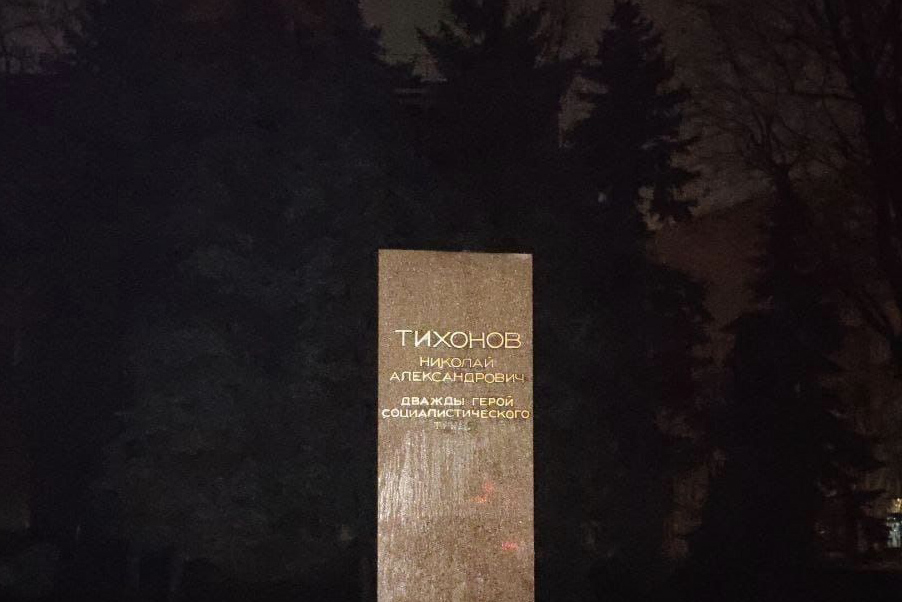 ТИХОНОВ
НИКОЛАЙ
АЛЕКСАНДРОВИЧ
ДВАЖДЫ ГЕРОЙ
СОЦИАЛИСТИЧЕСКОГО